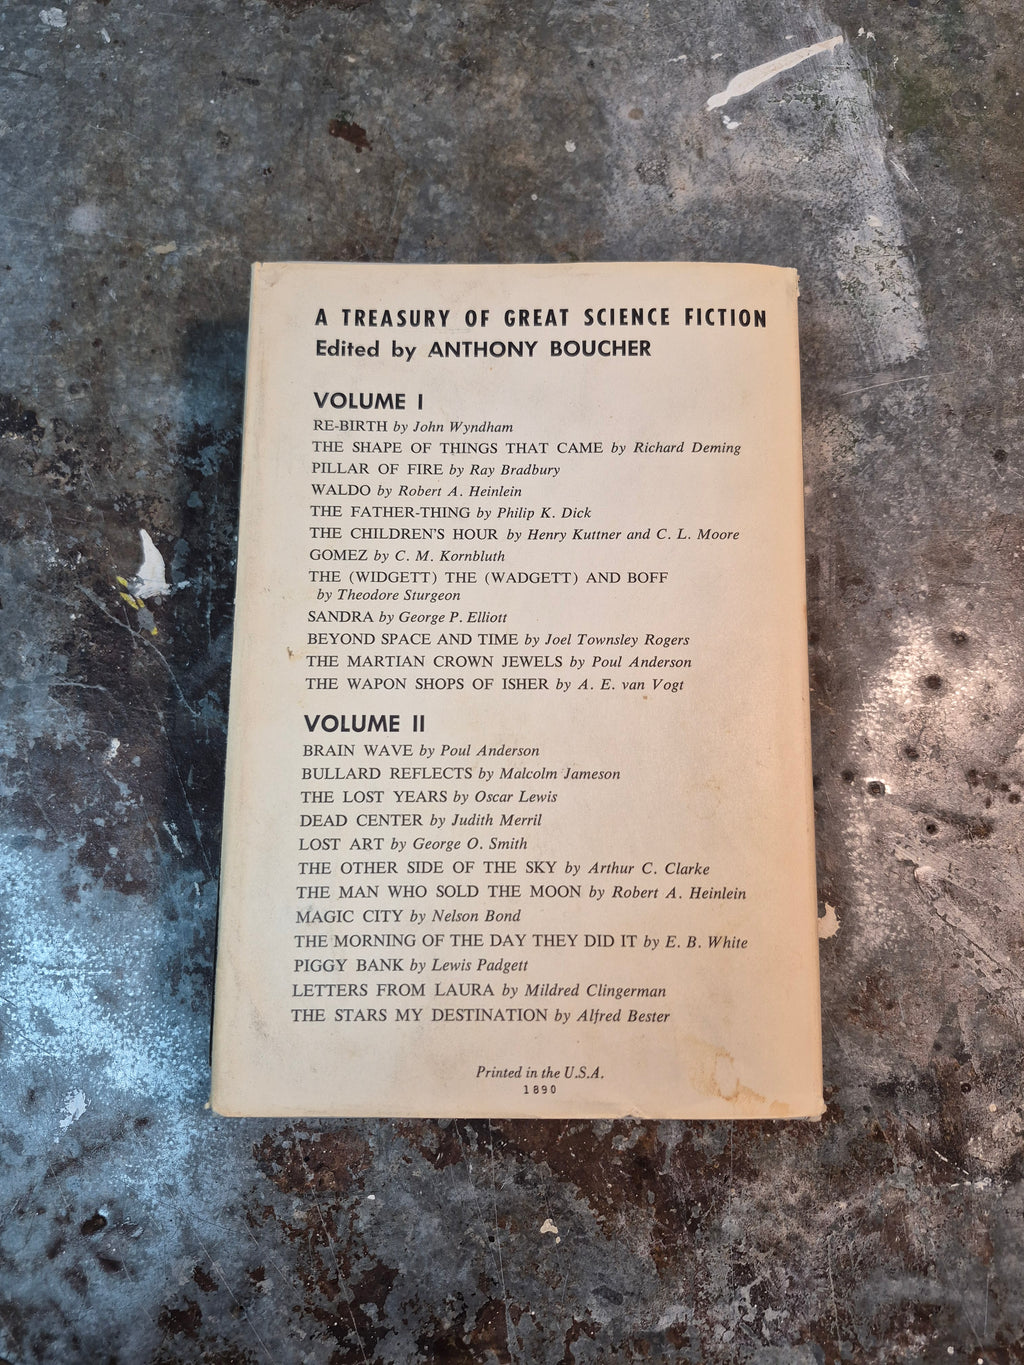 A TREASURY OF GREAT SCIENCE FICTION
Edited by ANTHONY BOUCHER
VOLUME I
RE-BIRTH by John Wyndham
THE SHAPE OF THINGS THAT CAME by Richard Deming
PILLAR OF FIRE by Ray Bradbury
WALDO by Robert A. Heinlein
THE FATHER-THING by Philip K. Dick
THE CHILDREN'S HOUR by Henry Kuttner and C. L. Moore
GOMEZ by C. M. Kornbluth
THE (WIDGETT) THE (WADGETT) AND BOFF
by Theodore Sturgeon
SANDRA by George P. Elliott
BEYOND SPACE AND TIME by Joel Townsley Rogers
THE MARTIAN CROWN JEWELS by Poul Anderson
THE WAPON SHOPS OF ISHER by A. E. van Vogt
VOLUME II
BRAIN WAVE by Poul Anderson
BULLARD REFLECTS by Malcolm Jameson
THE LOST YEARS by Oscar Lewis
DEAD CENTER by Judith Merril
LOST ART by George O. Smith
THE OTHER SIDE OF THE SKY by Arthur C. Clarke
THE MAN WHO SOLD THE MOON by Robert A. Heinlein
MAGIC CITY by Nelson Bond
THE MORNING OF THE DAY THEY DID IT by E. B. White
PIGGY BANK by Lewis Padgett
LETTERS FROM LAURA by Mildred Clingerman
THE STARS MY DESTINATION by Alfred Bester
Printed in the U.S.A.
1890